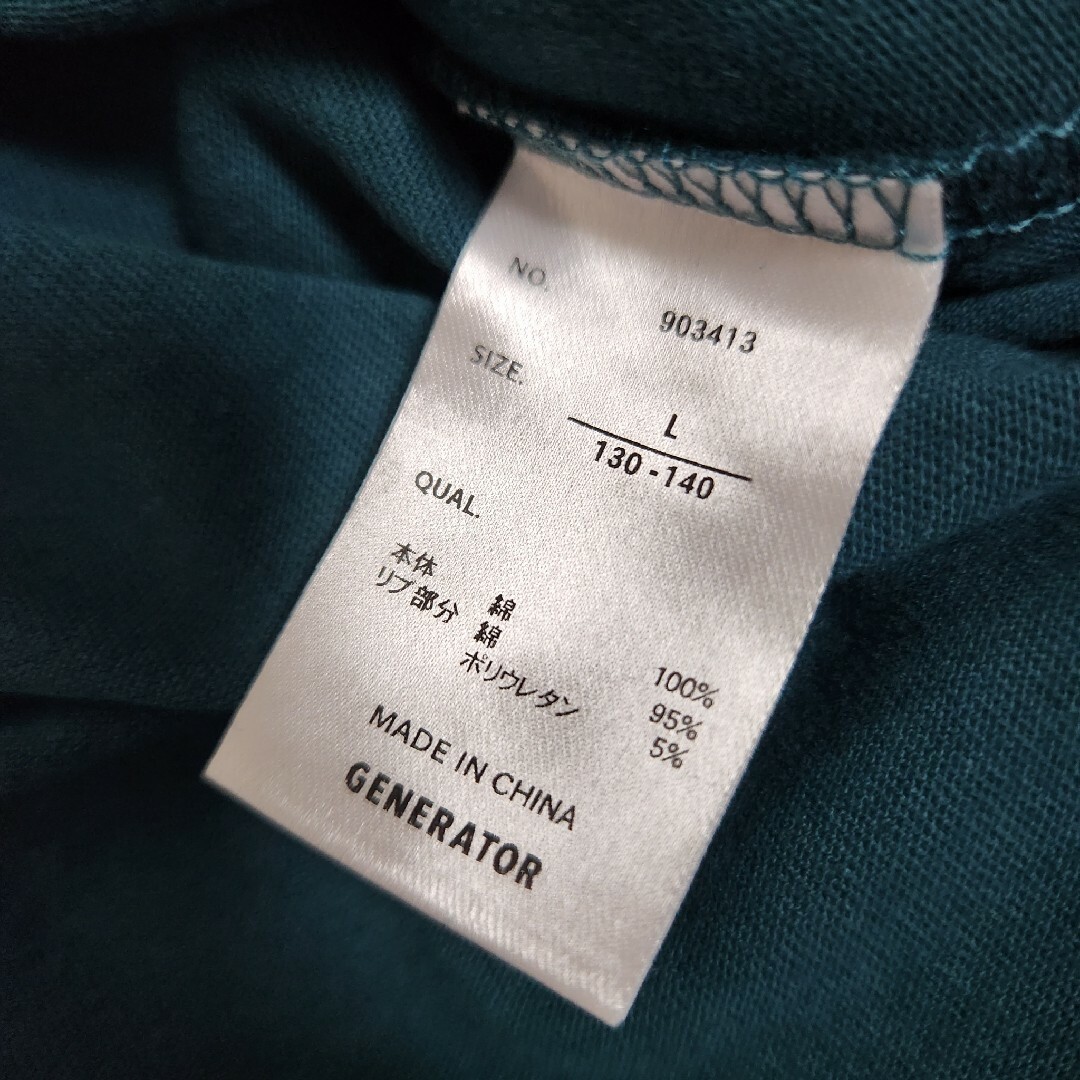 NO. 903413
SIZE. L
130 - 140
QUAL.
本体 綿 100%
リブ部分 綿 95%
ポリウレタン 5%
MADE IN CHINA
GENERATOR